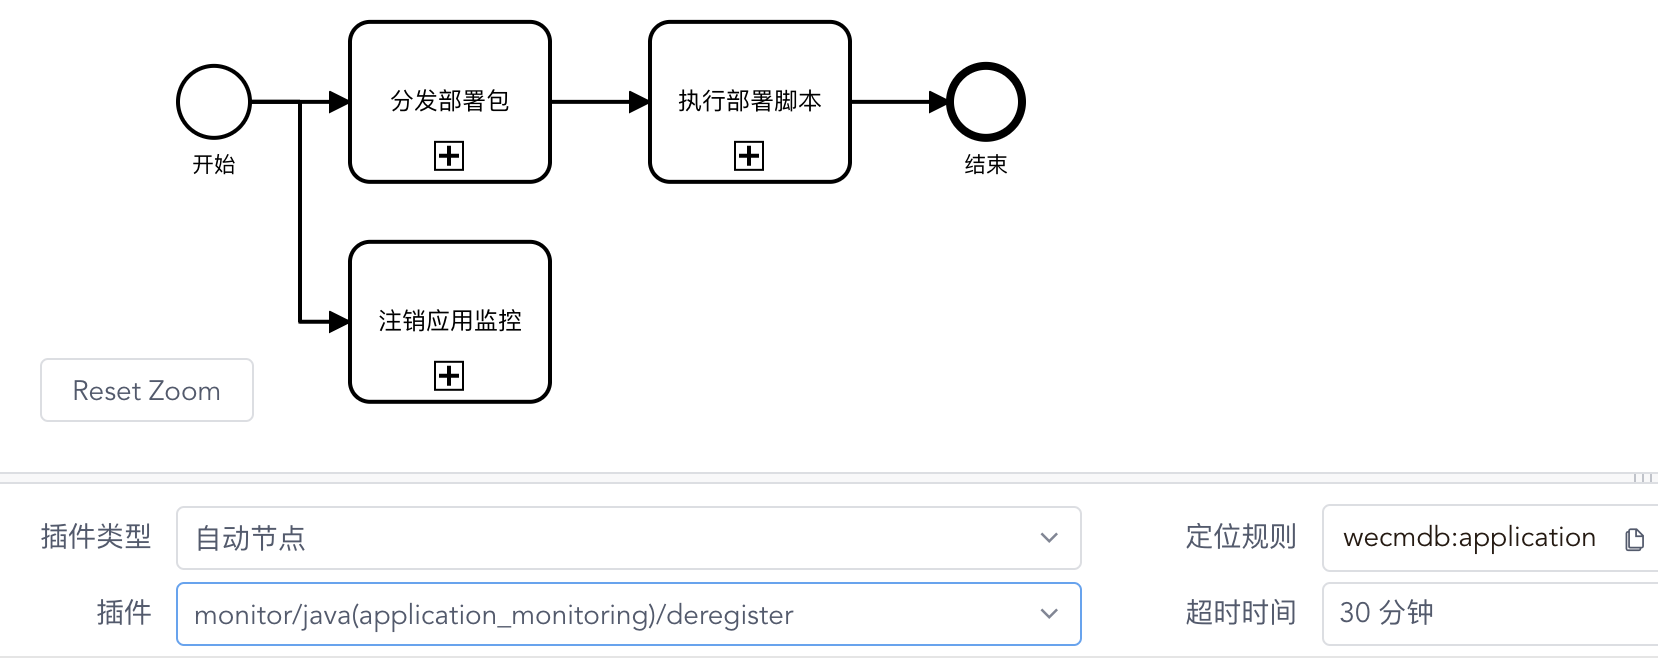 分发部署包
执行部署脚本
开始
结束
注销应用监控
Reset Zoom
插件类型
自动节点
定位规则
wecmdb:application
插件
monitor/java(application_monitoring)/deregister
超时时间
30 分钟